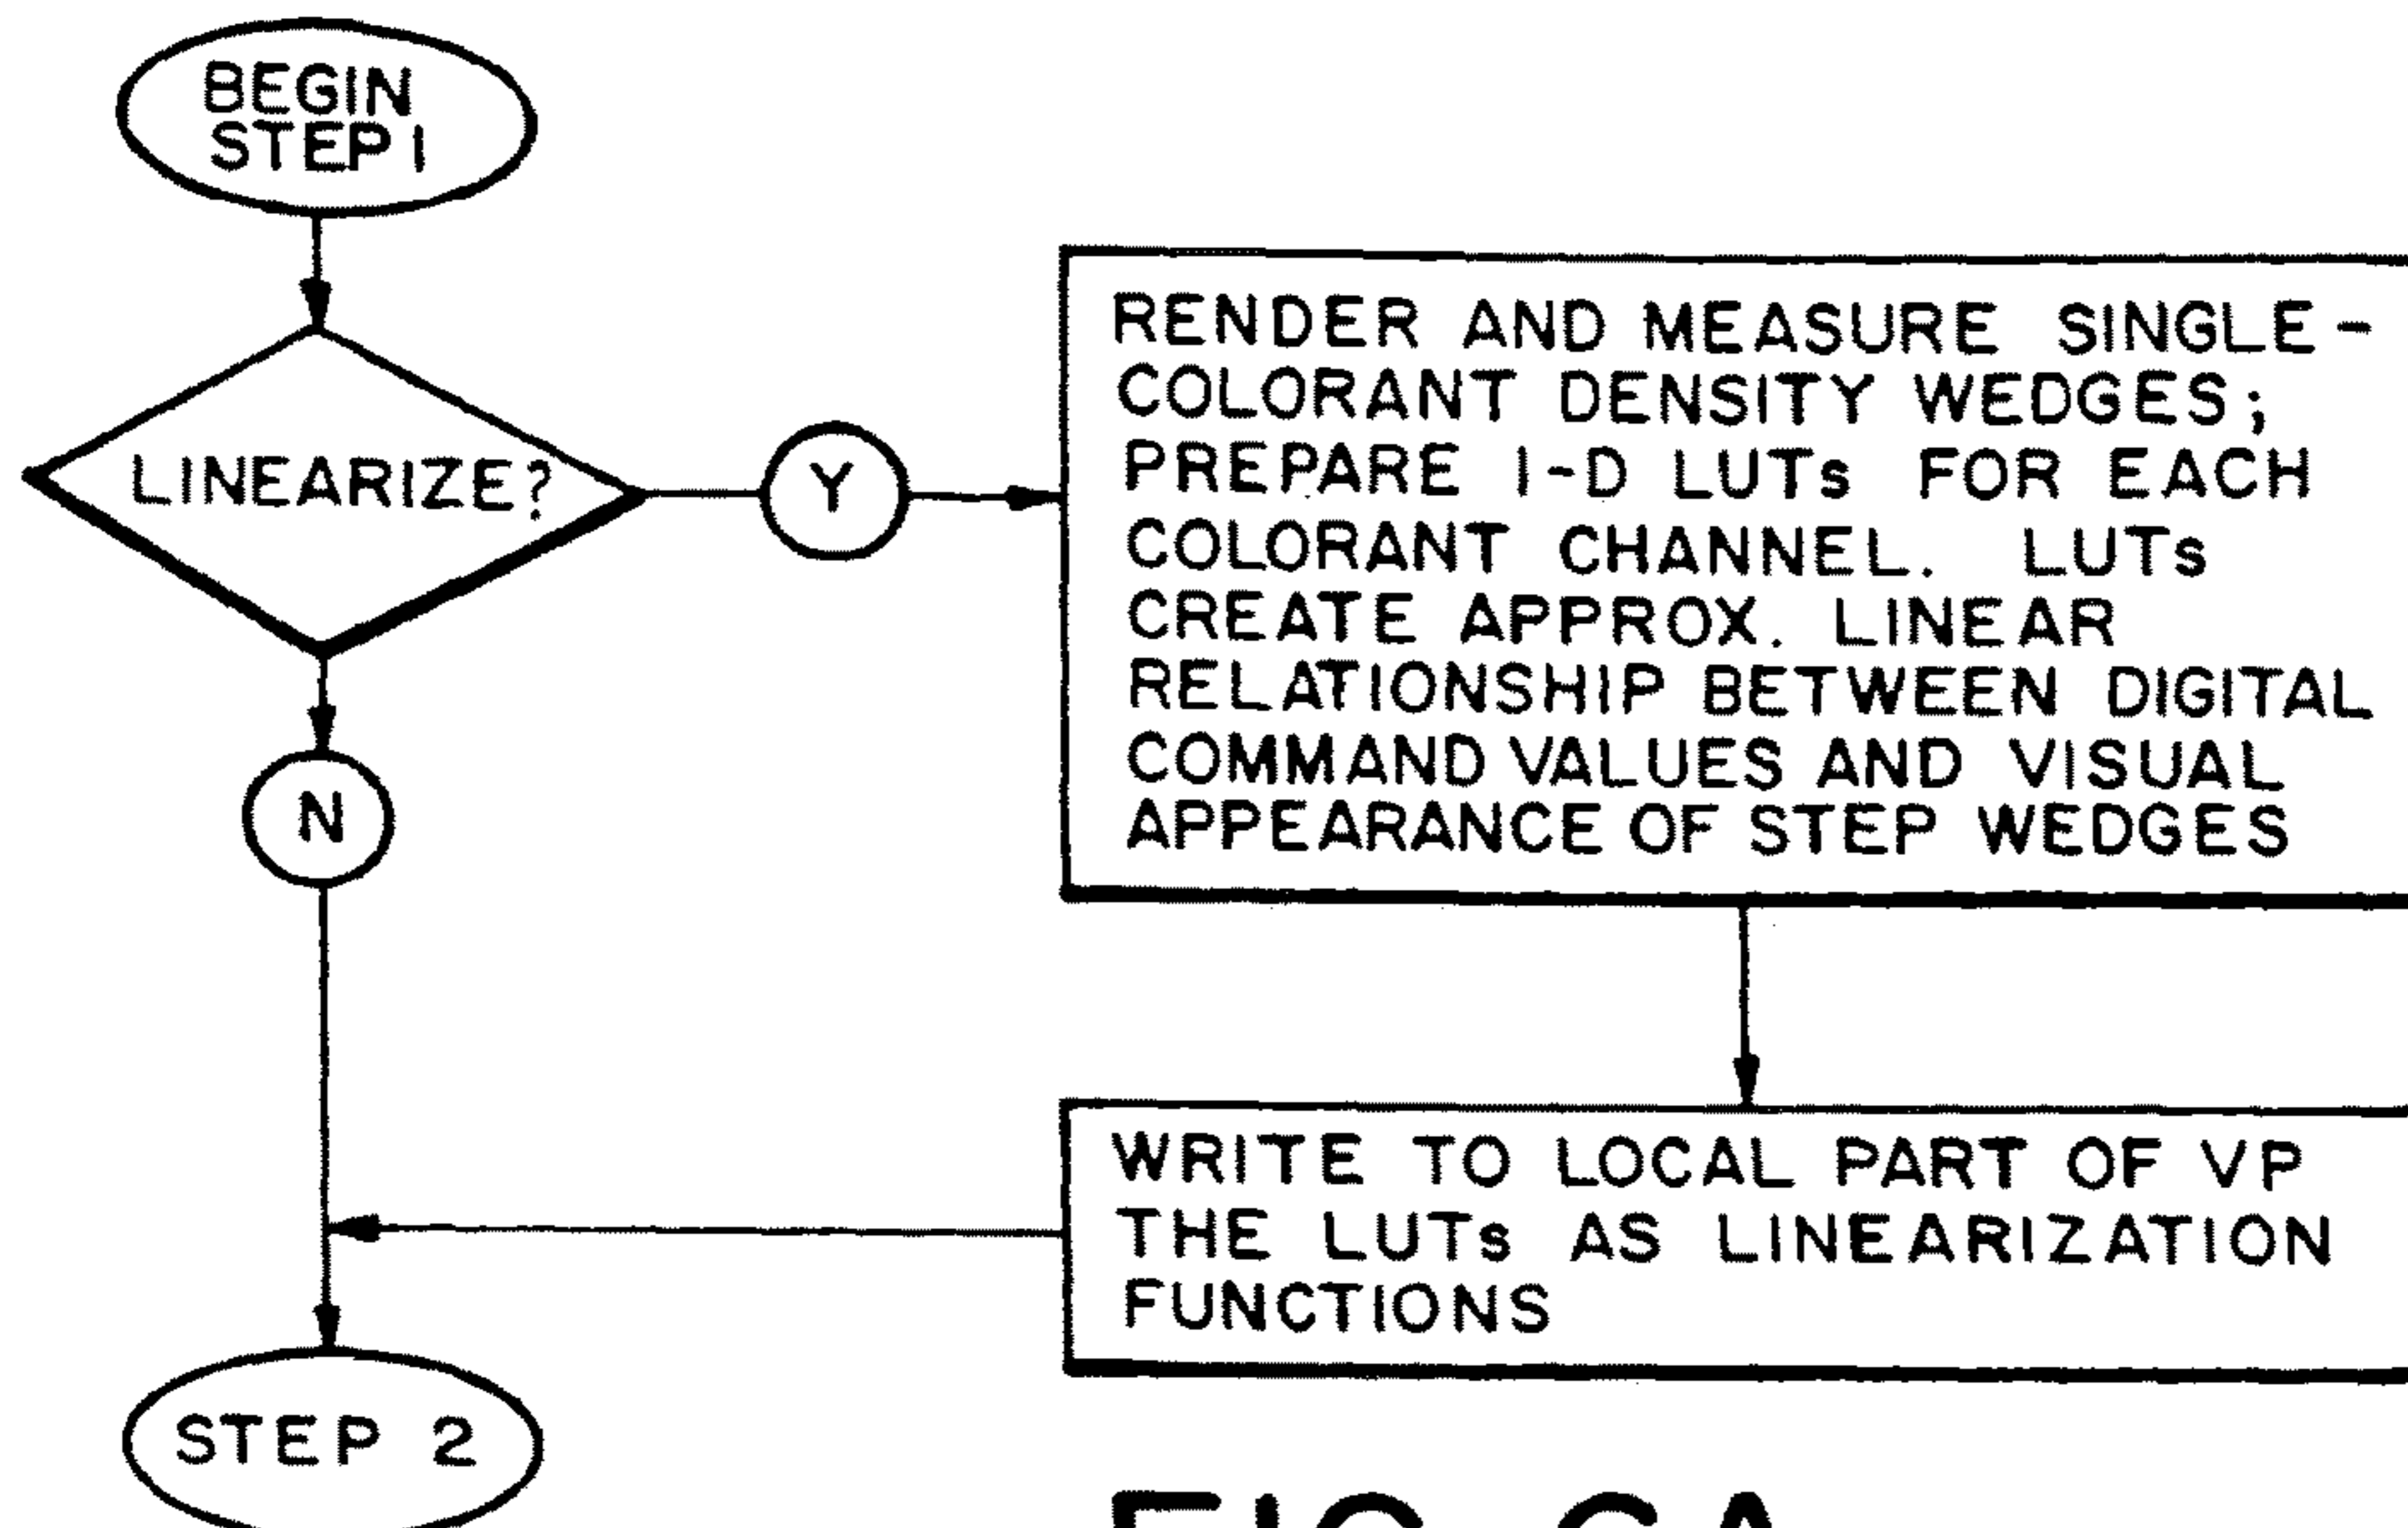 BEGIN
STEP 1
LINEARIZE?
Y
N
RENDER AND MEASURE SINGLE-
COLORANT DENSITY WEDGES;
PREPARE 1-D LUTs FOR EACH
COLORANT CHANNEL. LUTs
CREATE APPROX. LINEAR
RELATIONSHIP BETWEEN DIGITAL
COMMAND VALUES AND VISUAL
APPEARANCE OF STEP WEDGES
WRITE TO LOCAL PART OF VP
THE LUTs AS LINEARIZATION
FUNCTIONS
STEP 2